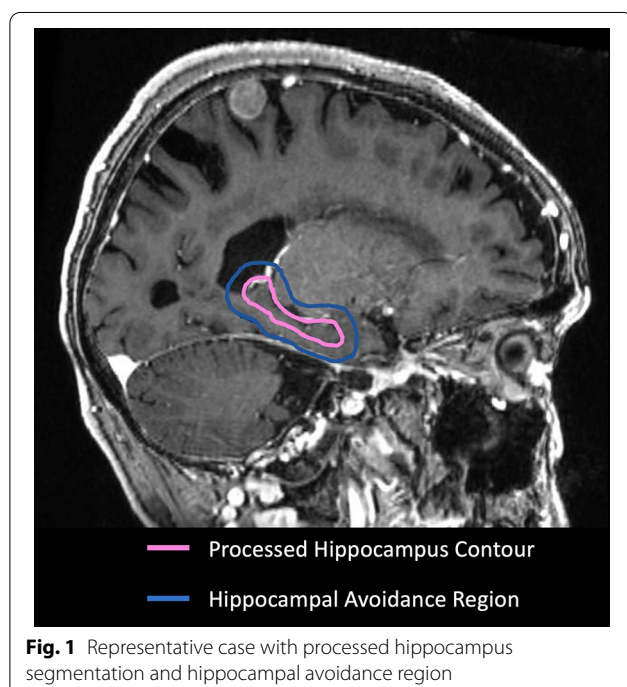 Processed Hippocampus Contour
Hippocampal Avoidance Region
Fig. 1 Representative case with processed hippocampus
segmentation and hippocampal avoidance region